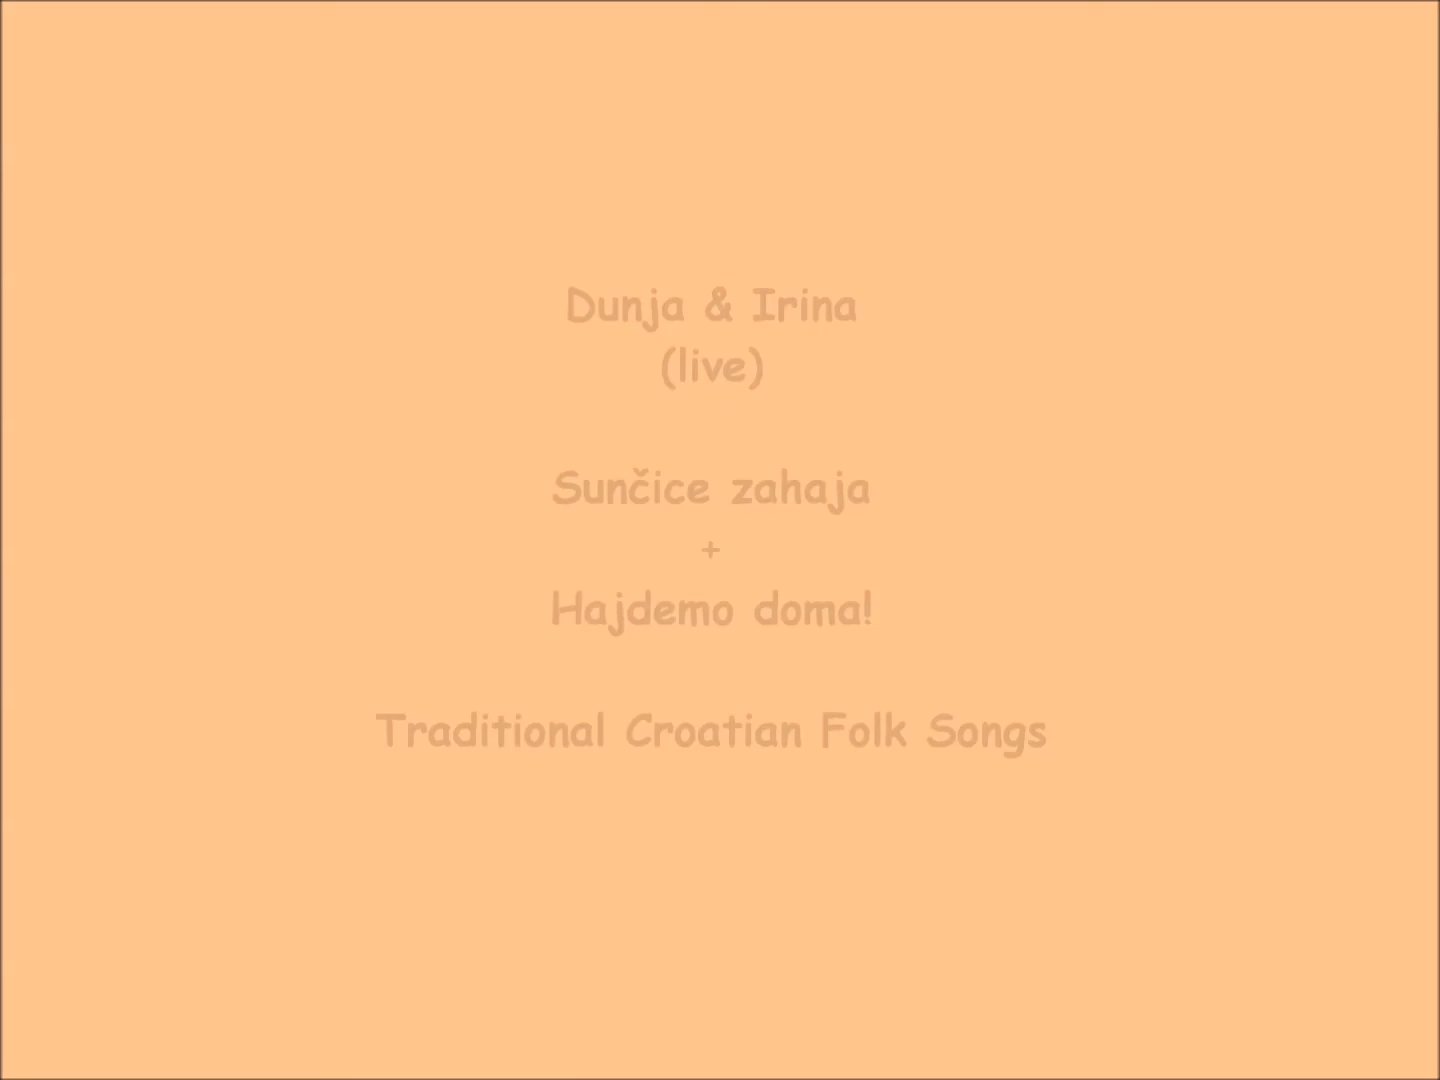 Dunja & Irina
(live)
Sunčice zahaja
+
Hajdemo doma!
Traditional Croatian Folk Songs